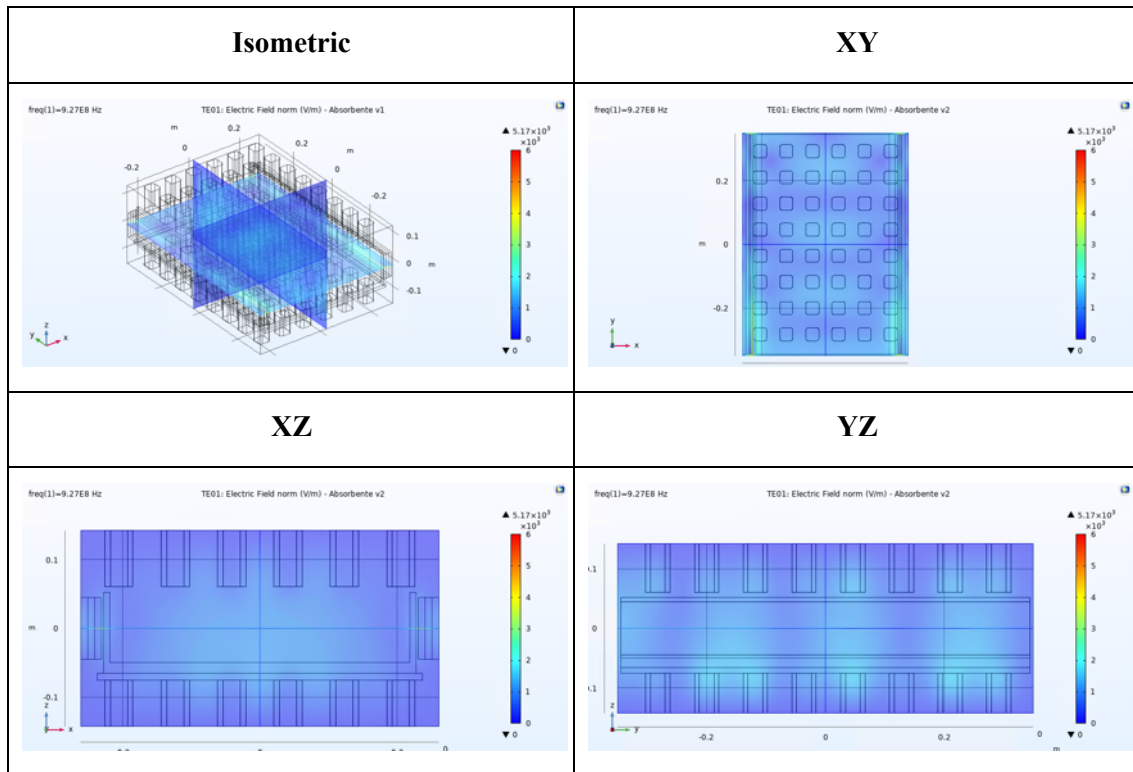 Isometric
XY
freq(1)=9.27E8 Hz TE01: Electric Field norm (V/m) - Absorbente v1
m
0.2
0
m
-0.2
0.2
0
m
-0.2
0.1
0
m
-0.1
z
y
x
▲ 5.17×10³
×10³
6
5
4
3
2
1
0
▼ 0
freq(1)=9.27E8 Hz TE01: Electric Field norm (V/m) - Absorbente v2
0.2
m
0
-0.2
y
z
x
▲ 5.17×10³
×10³
6
5
4
3
2
1
0
▼ 0
XZ
YZ
freq(1)=9.27E8 Hz TE01: Electric Field norm (V/m) - Absorbente v2
0.1
m
0
-0.1
z
y
x
0
0
▲ 5.17×10³
×10³
6
5
4
3
2
1
0
▼ 0
freq(1)=9.27E8 Hz TE01: Electric Field norm (V/m) - Absorbente v2
0
z
y
-0.2
0
0.2
m
0
▲ 5.17×10³
×10³
6
5
4
3
2
1
0
▼ 0